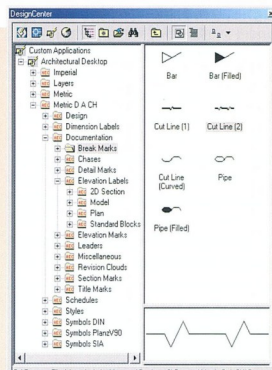 DesignCenter
Custom Applications
Architectural Desktop
Imperial
Layers
Metric
Metric D A CH
Design
Dimension Labels
Documentation
Break Marks
Chases
Detail Marks
Elevation Labels
2D Section
Model
Plan
Standard Blocks
Elevation Marks
Leaders
Miscellaneous
Revision Clouds
Section Marks
Title Marks
Schedules
Styles
Symbols DIN
Symbols PlanzV90
Symbols SIA
Bar
Bar (Filled)
Cut Line (1)
Cut Line (2)
Cut Line
(Curved)
Pipe
Pipe (Filled)